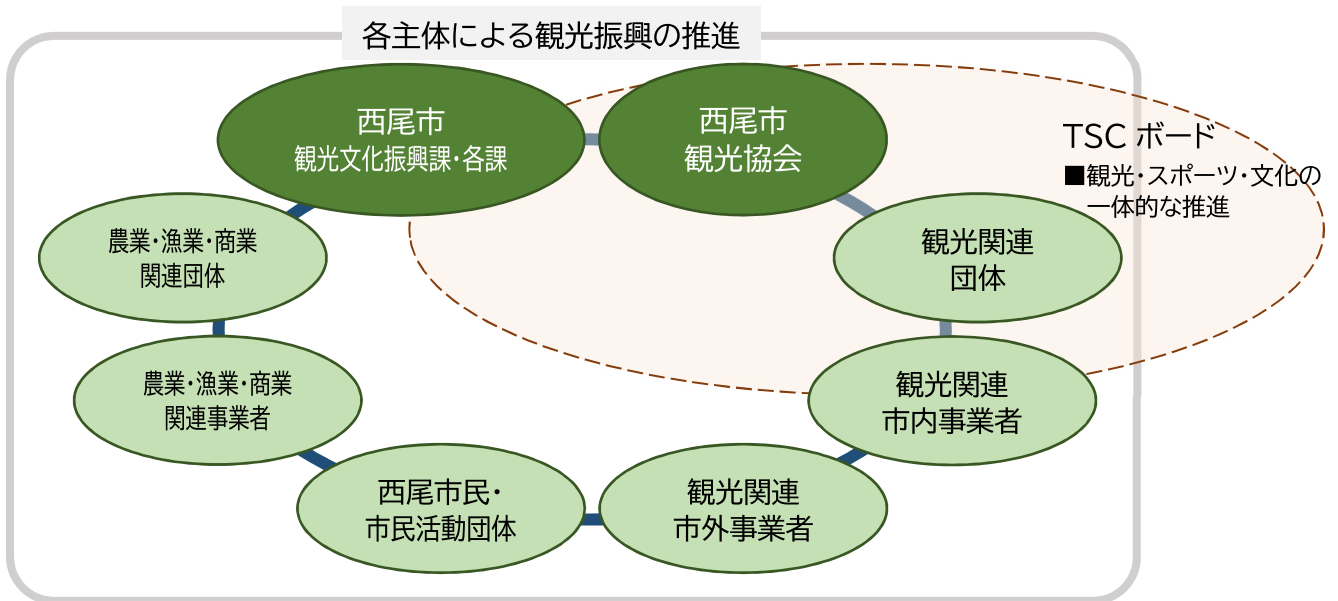 各主体による観光振興の推進
西尾市
観光文化振興課・各課
西尾市
観光協会
TSC ボード
■観光・スポーツ・文化の
一体的な推進
農業・漁業・商業
関連団体
観光関連
団体
農業・漁業・商業
関連事業者
観光関連
市内事業者
西尾市民・
市民活動団体
観光関連
市外事業者